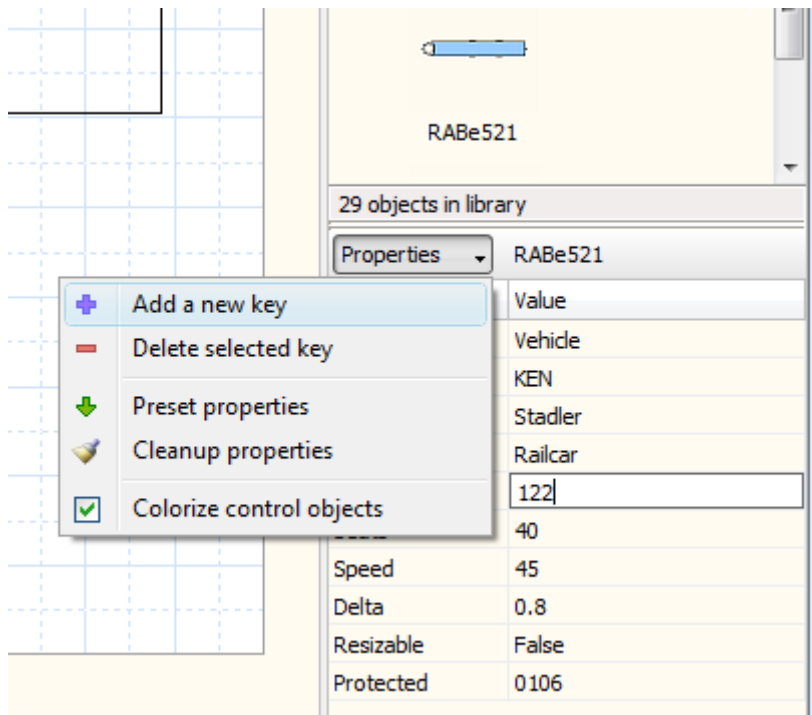 RABe521
29 objects in library
Properties RABe521
Add a new key Value
Delete selected key Vehicle
KEN
Preset properties Stadler
Cleanup properties Railcar
122
Colorize control objects
40
Speed 45
Delta 0.8
Resizable False
Protected 0106